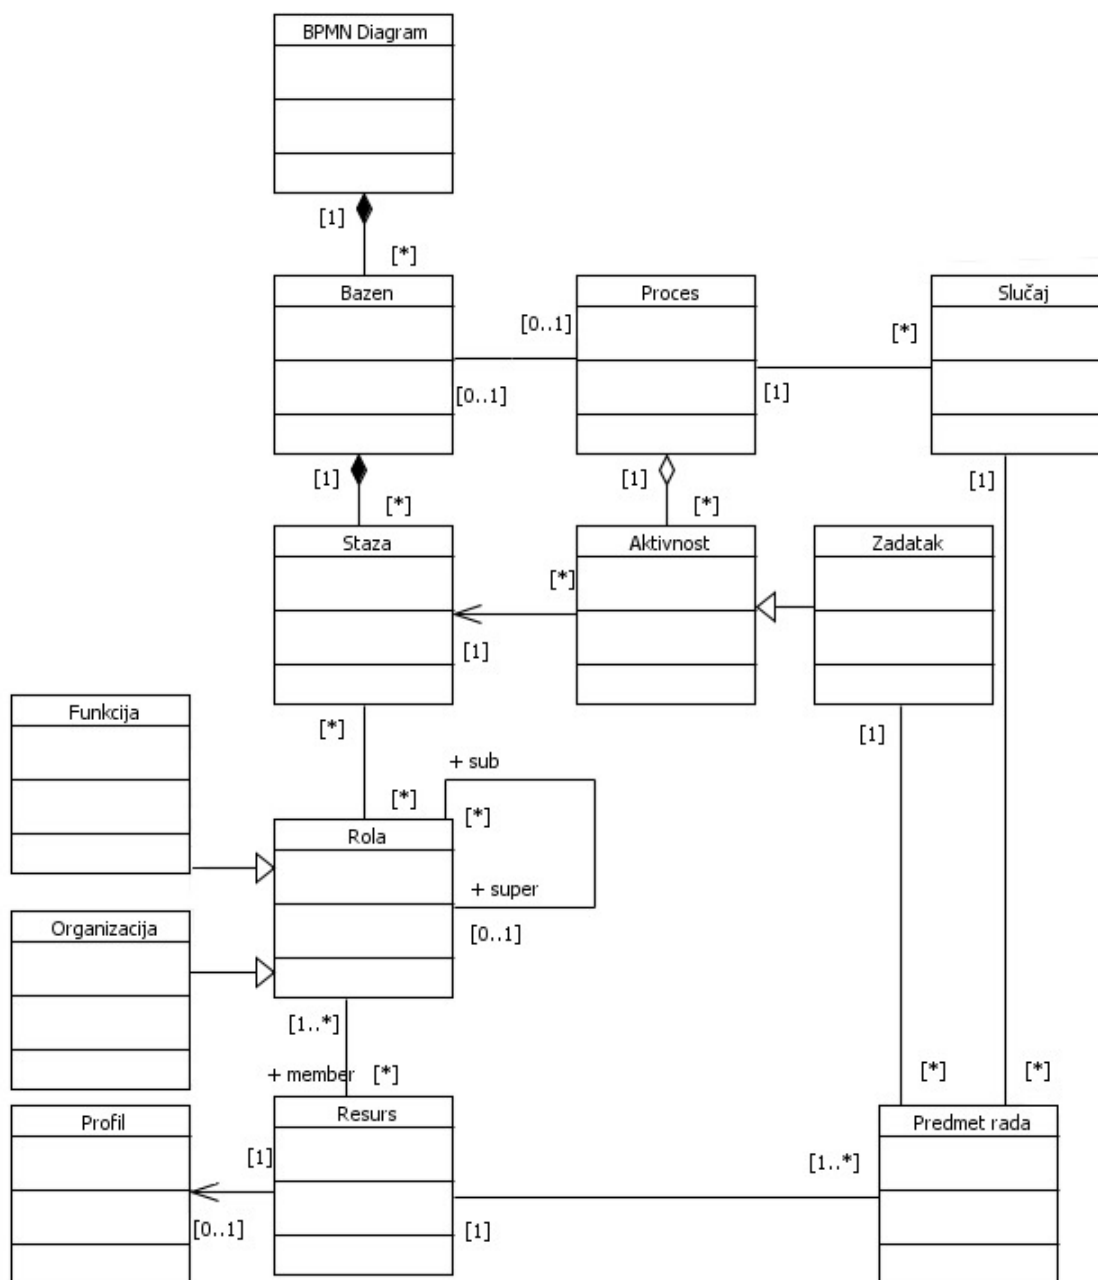 BPMN Diagram
[1]
[*]
Bazen
Proces
Slučaj
[0..1]
[*]
[0..1]
[1]
[1]
[*]
[1]
[*]
[1]
Staza
Aktivnost
Zadatak
[*]
[1]
Funkcija
[*]
[1]
+ sub
[*]
[*]
Rola
+ super
Organizacija
[0..1]
[1..*]
+ member
[*]
[*]
[*]
Profil
Resurs
Predmet rada
[1]
[1..*]
[0..1]
[1]